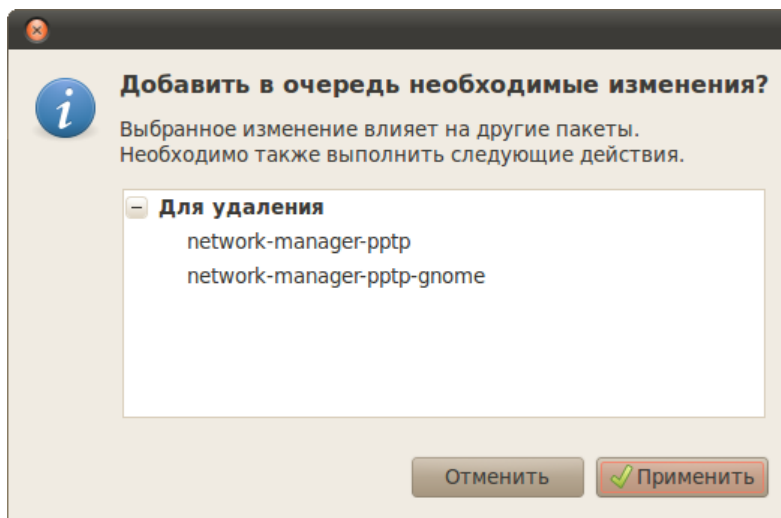 Добавить в очередь необходимые изменения?
Выбранное изменение влияет на другие пакеты.
Необходимо также выполнить следующие действия.
Для удаления
network-manager-pptp
network-manager-pptp-gnome
Отменить
Применить